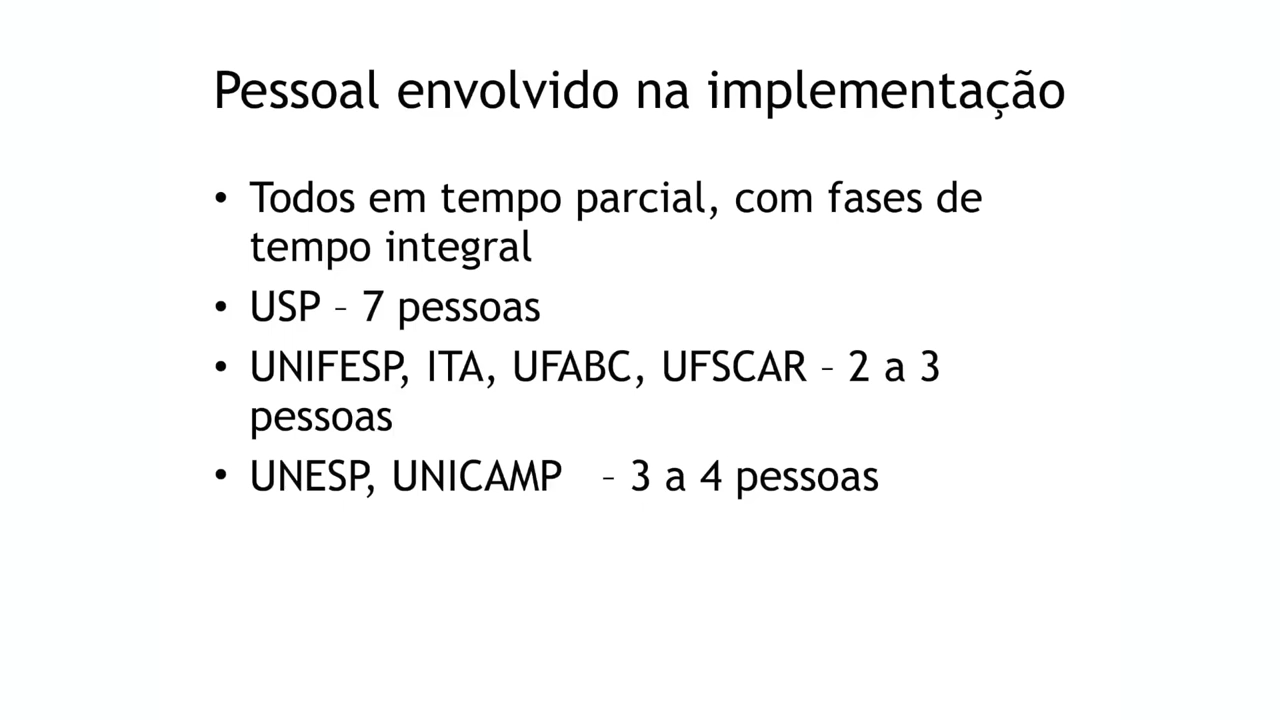 Pessoal envolvido na implementação
• Todos em tempo parcial, com fases de
tempo integral
• USP – 7 pessoas
• UNIFESP, ITA, UFABC, UFSCAR – 2 a 3
pessoas
• UNESP, UNICAMP – 3 a 4 pessoas